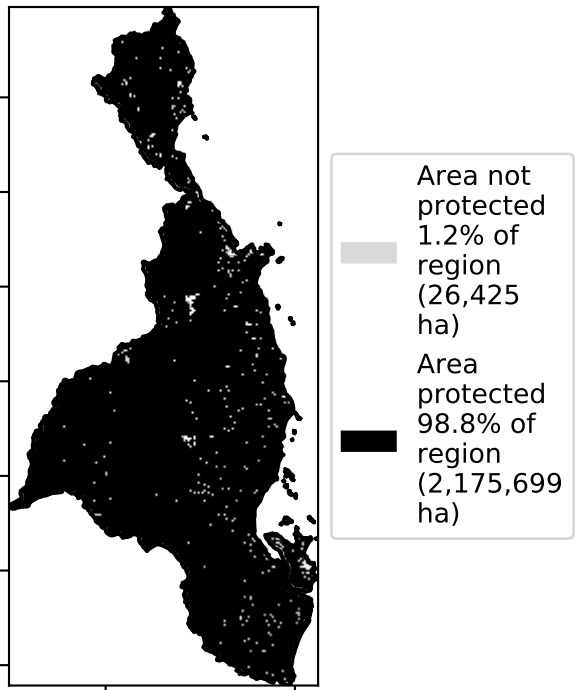 Area not
protected
1.2% of
region
(26,425
ha)
Area
protected
98.8% of
region
(2,175,699
ha)